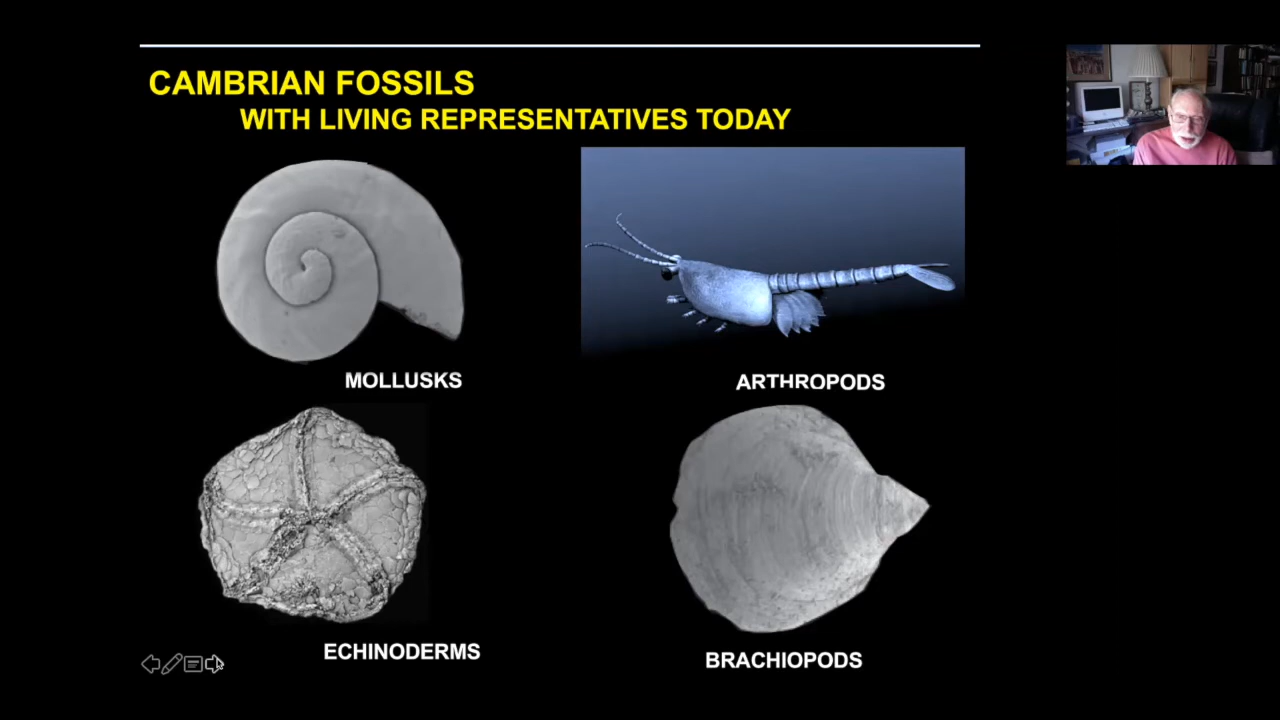 CAMBRIAN FOSSILS
WITH LIVING REPRESENTATIVES TODAY
MOLLUSKS
ARTHROPODS
ECHINODERMS
BRACHIOPODS